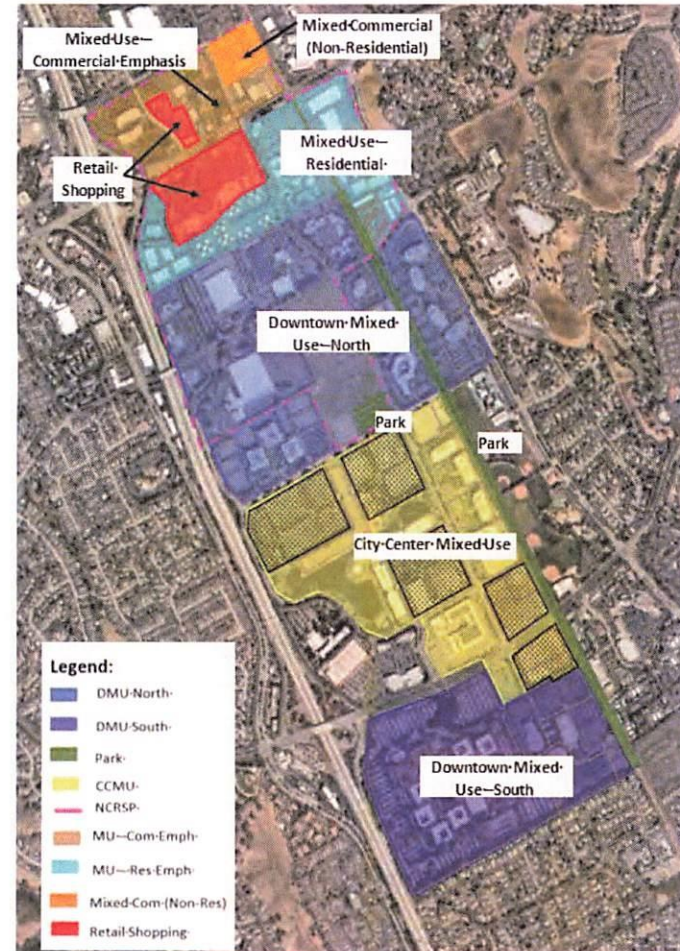 Mixed·Use–
Commercial·Emphasis
Mixed·Commercial
(Non-Residential)
Retail·
Shopping
Mixed·Use–
Residential·
Downtown·Mixed·
Use–North·
Park
Park
City·Center·Mixed·Use
Downtown·Mixed·
Use–South·
Legend:
DMU·North·
DMU·South·
Park·
CCMU·
NCRSP·
MU–Com·Emph·
MU–Res·Emph·
Mixed·Com·(Non·Res)
Retail·Shopping·